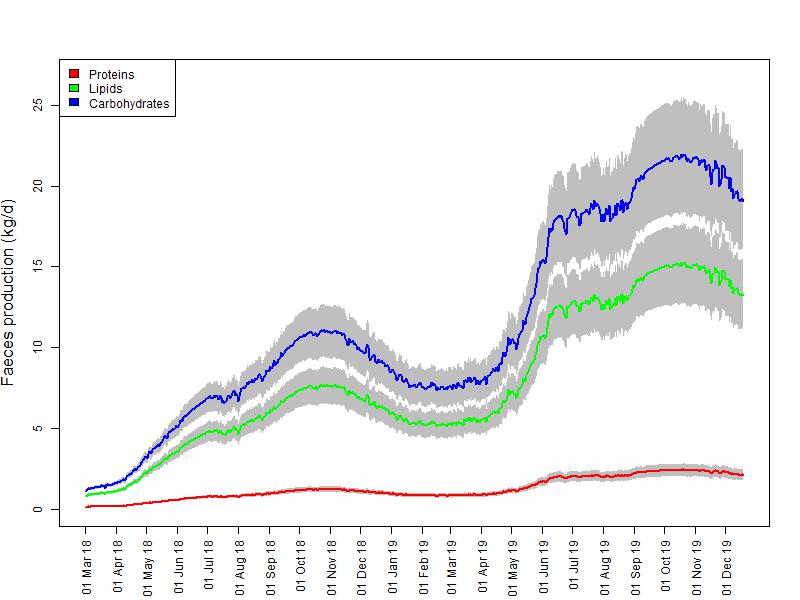 Proteins
Lipids
Carbohydrates
Faeces production (kg/d)
25
20
15
10
5
0
01 Mar 18
01 Apr 18
01 May 18
01 Jun 18
01 Jul 18
01 Aug 18
01 Sep 18
01 Oct 18
01 Nov 18
01 Dec 18
01 Jan 19
01 Feb 19
01 Mar 19
01 Apr 19
01 May 19
01 Jun 19
01 Jul 19
01 Aug 19
01 Sep 19
01 Oct 19
01 Nov 19
01 Dec 19